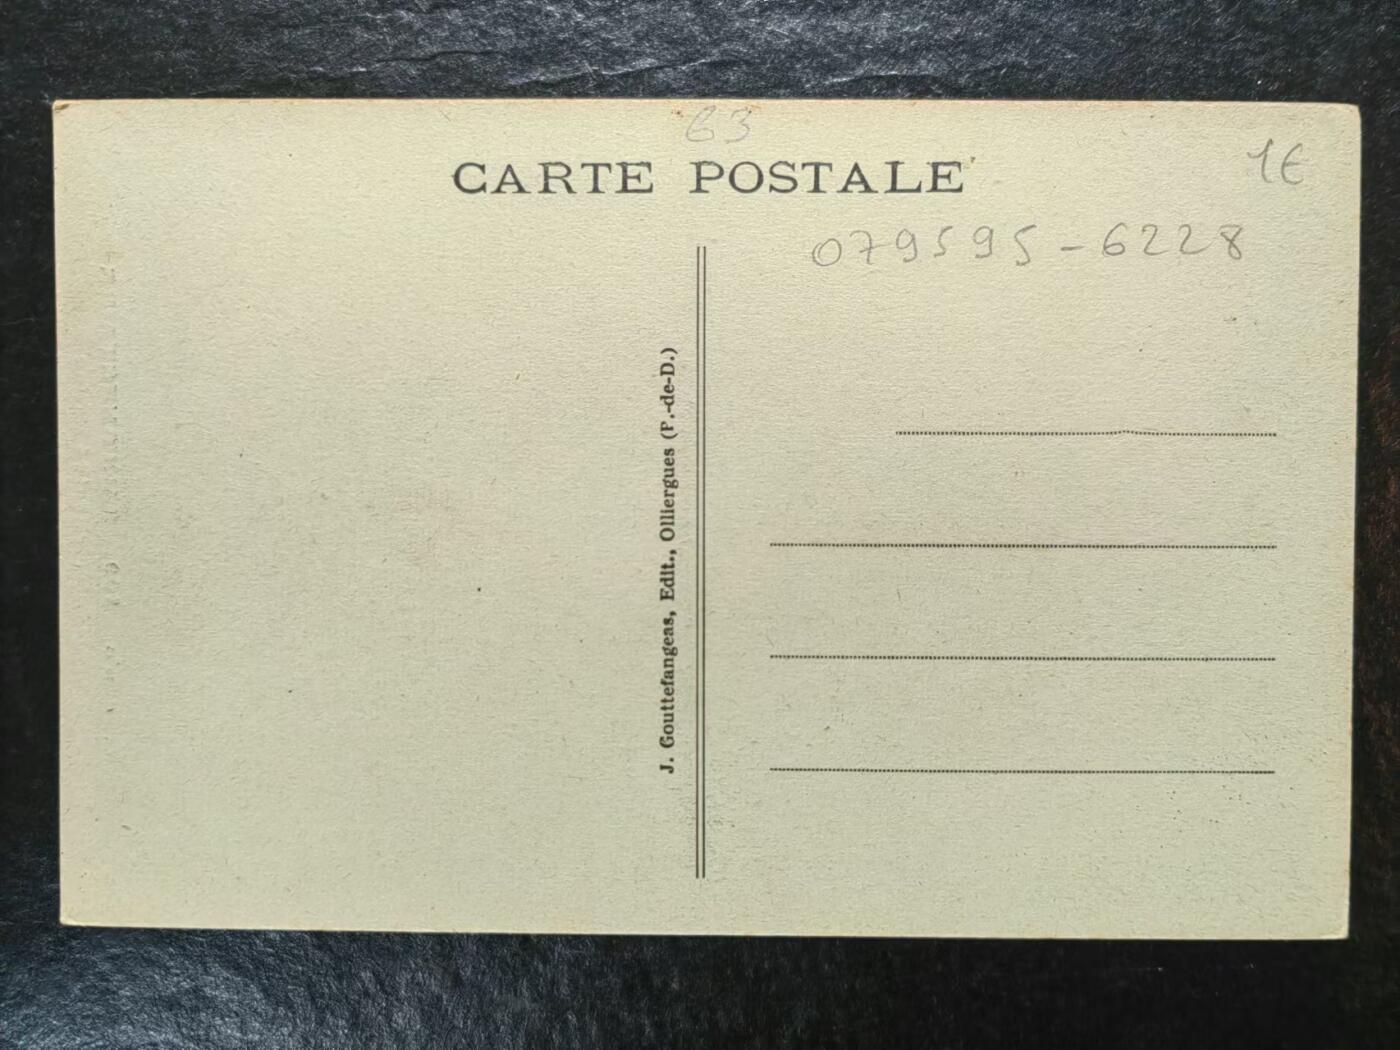 63
CARTE POSTALE
1€
079595-6228
J. Gouttefangeas, Edit., Olliergues (P.-de-D.)